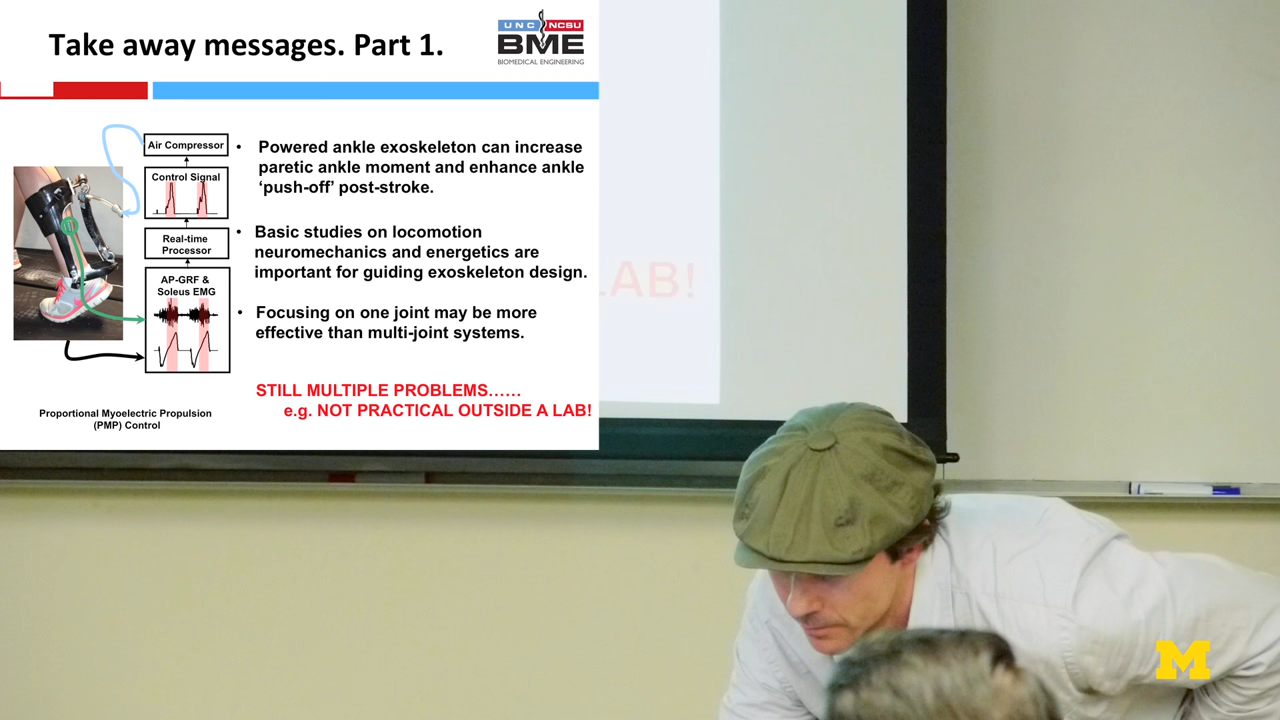 Take away messages. Part 1.
UNC NCSU
BME
BIOMEDICAL ENGINEERING
Air Compressor
Control Signal
Real-time
Processor
AP-GRF &
Soleus EMG
Proportional Myoelectric Propulsion
(PMP) Control
• Powered ankle exoskeleton can increase
paretic ankle moment and enhance ankle
‘push-off’ post-stroke.
• Basic studies on locomotion
neuromechanics and energetics are
important for guiding exoskeleton design.
• Focusing on one joint may be more
effective than multi-joint systems.
STILL MULTIPLE PROBLEMS……
e.g. NOT PRACTICAL OUTSIDE A LAB!
LAB!
M